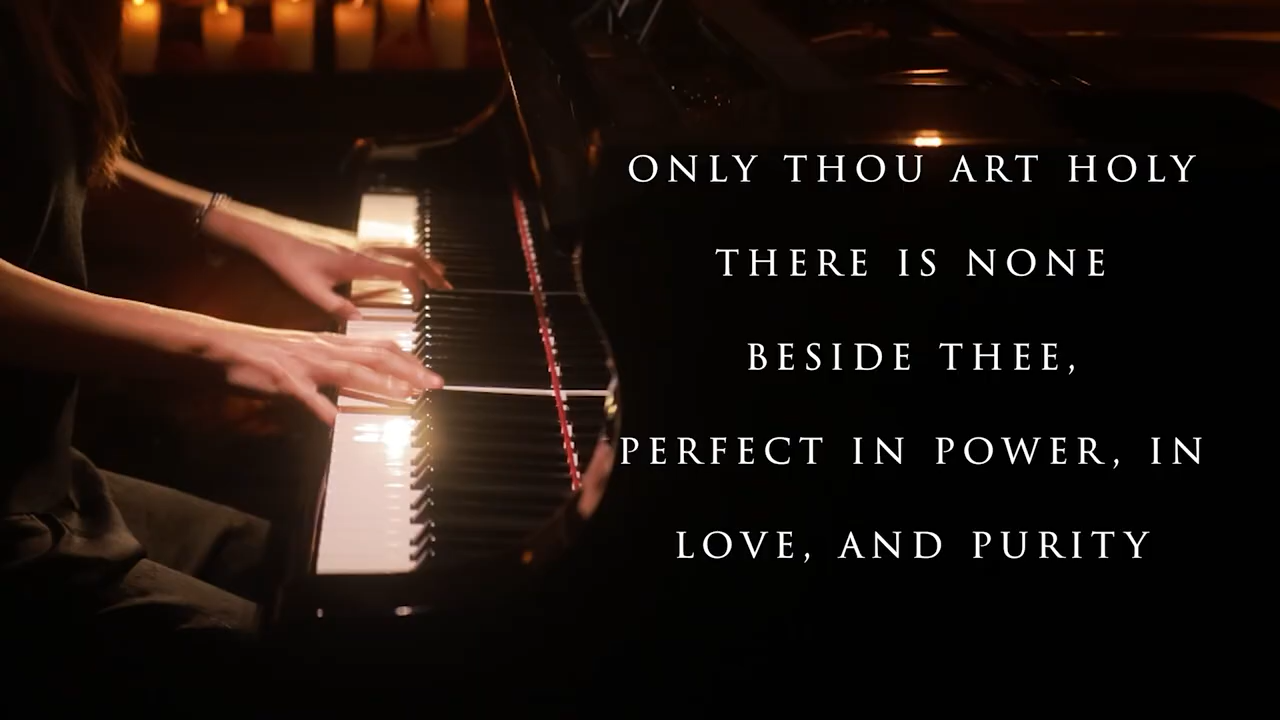 ONLY THOU ART HOLY
THERE IS NONE
BESIDE THEE,
PERFECT IN POWER, IN
LOVE, AND PURITY